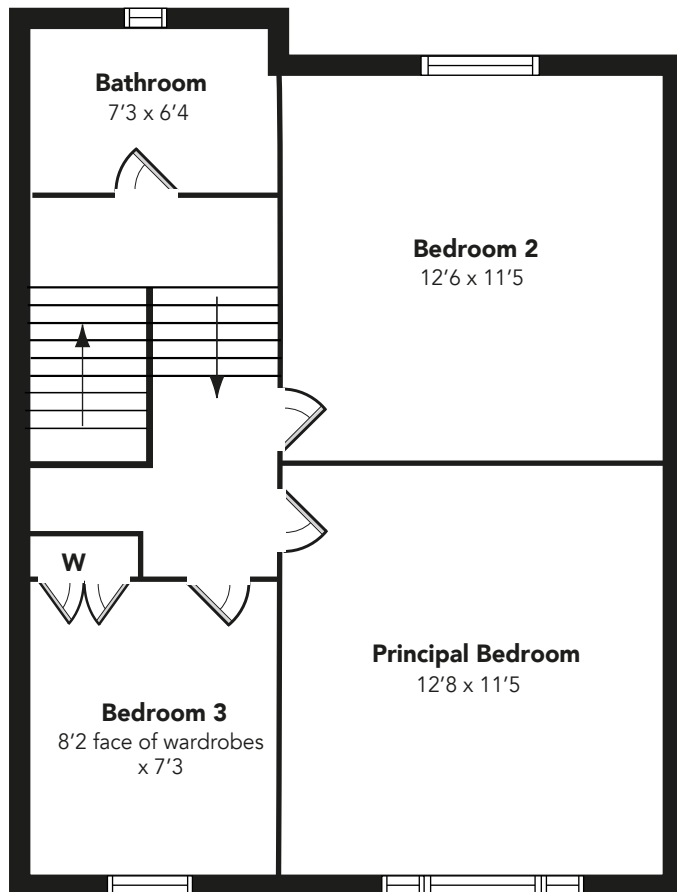 Bathroom
7’3 x 6’4
Bedroom 2
12’6 x 11’5
W
Principal Bedroom
12’8 x 11’5
Bedroom 3
8’2 face of wardrobes
x 7’3